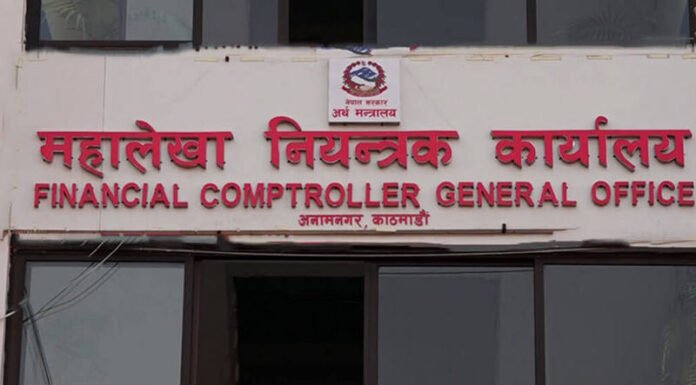 नेपाल सरकार
अर्थ मन्त्रालय
महालेखा नियन्त्रक कार्यालय
FINANCIAL COMPTROLLER GENERAL OFFICE
अनामनगर, काठमाडौं